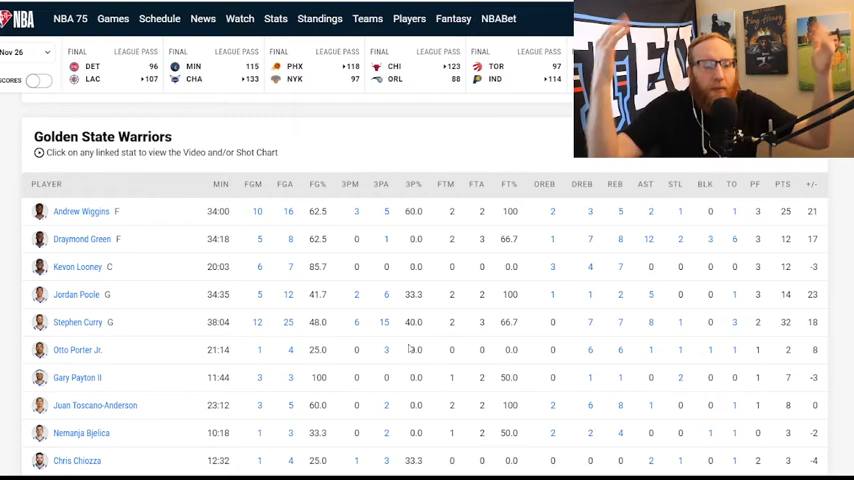 NBA NBA 75 Games Schedule News Watch Stats Standings Teams Players Fantasy NBABet
Nov 26 FINAL LEAGUE PASS FINAL LEAGUE PASS FINAL LEAGUE PASS FINAL LEAGUE PASS FINAL LEAGUE PASS
DET 96 MIN 115 PHX 118 CHI 123 TOR 97
SCORES LAC 107 CHA 133 NYK 97 ORL 88 IND 114
Golden State Warriors
Click on any linked stat to view the Video and/or Shot Chart
PLAYER MIN FGM FGA FG% 3PM 3PA 3P% FTM FTA FT% OREB DREB REB AST STL BLK TO PF PTS +/-
Andrew Wiggins F 34:00 10 16 62.5 3 5 60.0 2 2 100 2 3 5 2 1 0 1 3 25 21
Draymond Green F 34:18 5 8 62.5 0 1 0.0 2 3 66.7 1 7 8 12 2 3 6 3 12 17
Kevon Looney C 20:03 6 7 85.7 0 0 0.0 0 0 0.0 3 4 7 0 0 0 0 3 12 -3
Jordan Poole G 34:35 5 12 41.7 2 6 33.3 2 2 100 1 1 2 5 0 0 1 3 14 23
Stephen Curry G 38:04 12 25 48.0 6 15 40.0 2 3 66.7 0 7 7 8 1 0 3 2 32 18
Otto Porter Jr. 21:14 1 4 25.0 0 3 0.0 0 0 0.0 0 6 6 1 1 1 1 1 2 8
Gary Payton II 11:44 3 3 100 0 0 0.0 1 2 50.0 0 1 1 0 2 0 0 1 7 -3
Juan Toscano-Anderson 23:12 3 5 60.0 0 2 0.0 2 2 100 2 6 8 1 0 0 1 1 8 0
Nemanja Bjelica 10:18 1 3 33.3 0 2 0.0 1 2 50.0 2 2 4 0 0 1 1 0 3 -2
Chris Chiozza 12:32 1 4 25.0 1 3 33.3 0 0 0.0 0 0 0 2 1 0 1 2 3 -4